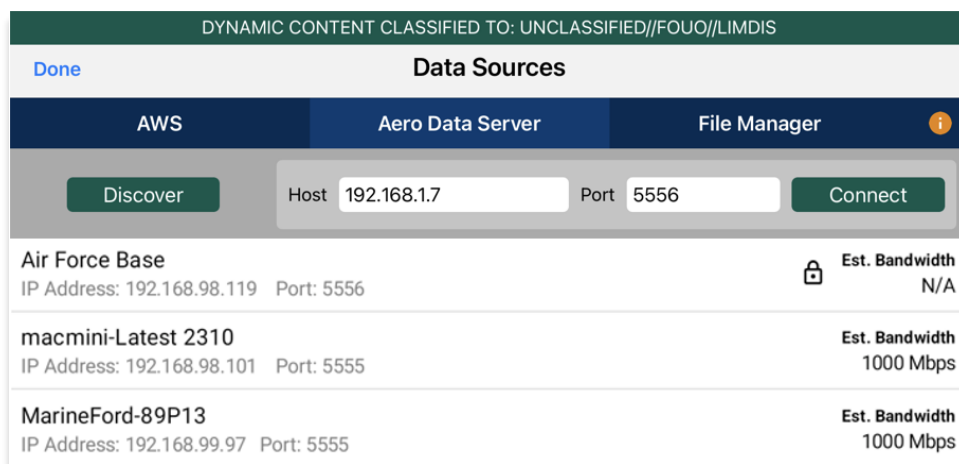 DYNAMIC CONTENT CLASSIFIED TO: UNCLASSIFIED//FOUO//LIMDIS
Done Data Sources
AWS Aero Data Server File Manager i
Discover Host 192.168.1.7 Port 5556 Connect
Air Force Base Est. Bandwidth
IP Address: 192.168.98.119 Port: 5556 N/A
macmini-Latest 2310 Est. Bandwidth
IP Address: 192.168.98.101 Port: 5555 1000 Mbps
MarineFord-89P13 Est. Bandwidth
IP Address: 192.168.99.97 Port: 5555 1000 Mbps